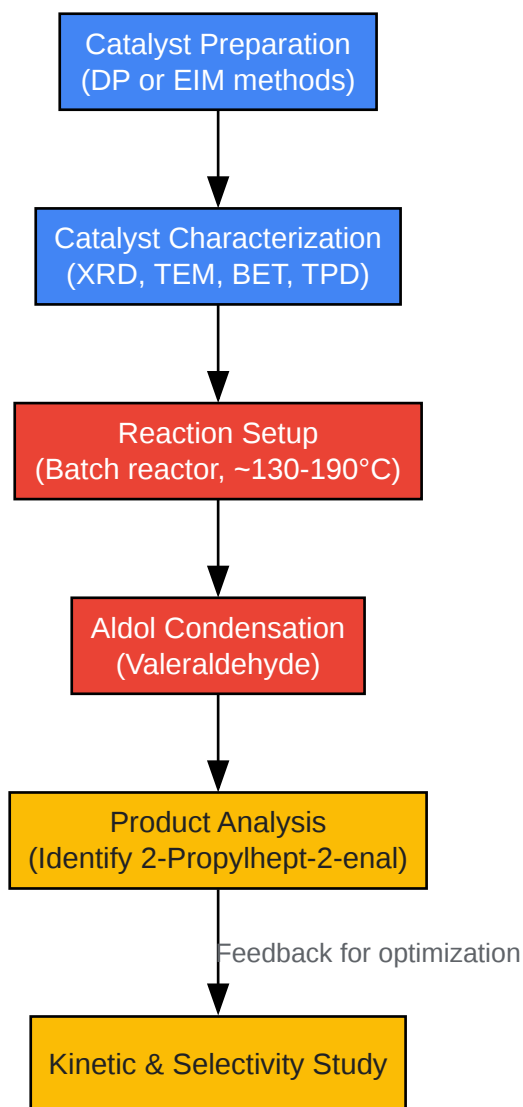 Catalyst Preparation
(DP or EIM methods)
Catalyst Characterization
(XRD, TEM, BET, TPD)
Reaction Setup
(Batch reactor, ~130-190°C)
Aldol Condensation
(Valeraldehyde)
Product Analysis
(Identify 2-Propylhept-2-enal)
Feedback for optimization
Kinetic & Selectivity Study